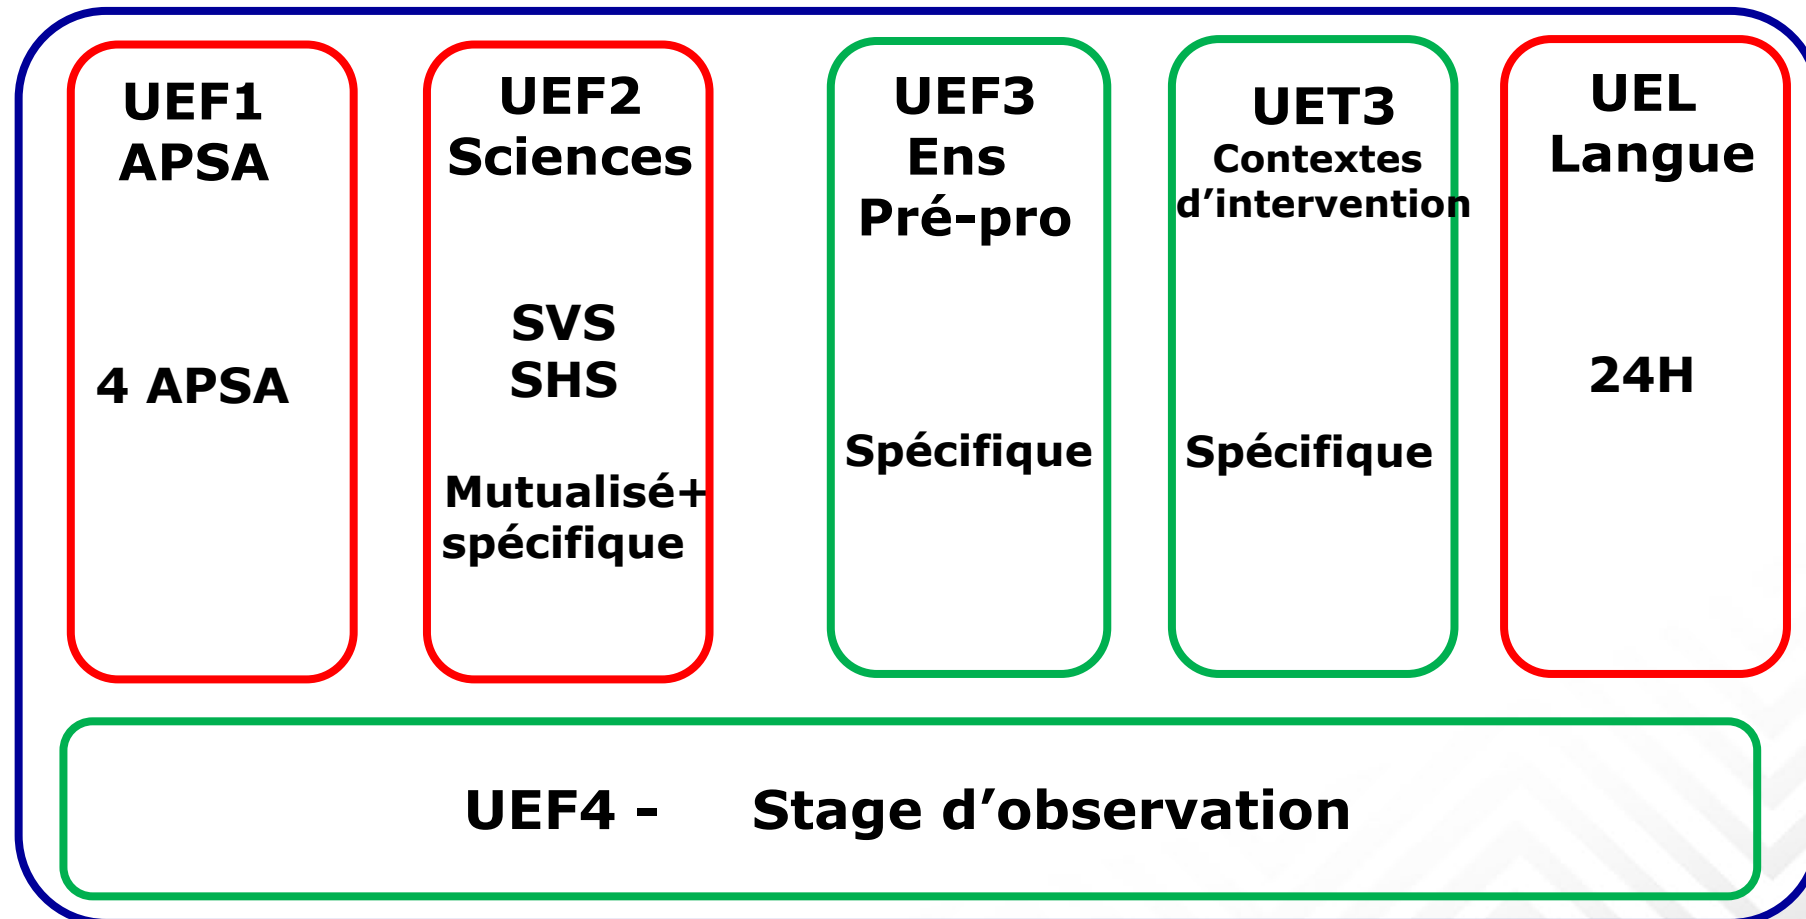 UEF1
APSA
4 APSA
UEF2
Sciences
SVS
SHS
Mutualisé+
spécifique
UEF3
Ens
Pré-pro
Spécifique
UET3
Contextes
d’intervention
Spécifique
UEL
Langue
24H
UEF4 - Stage d’observation